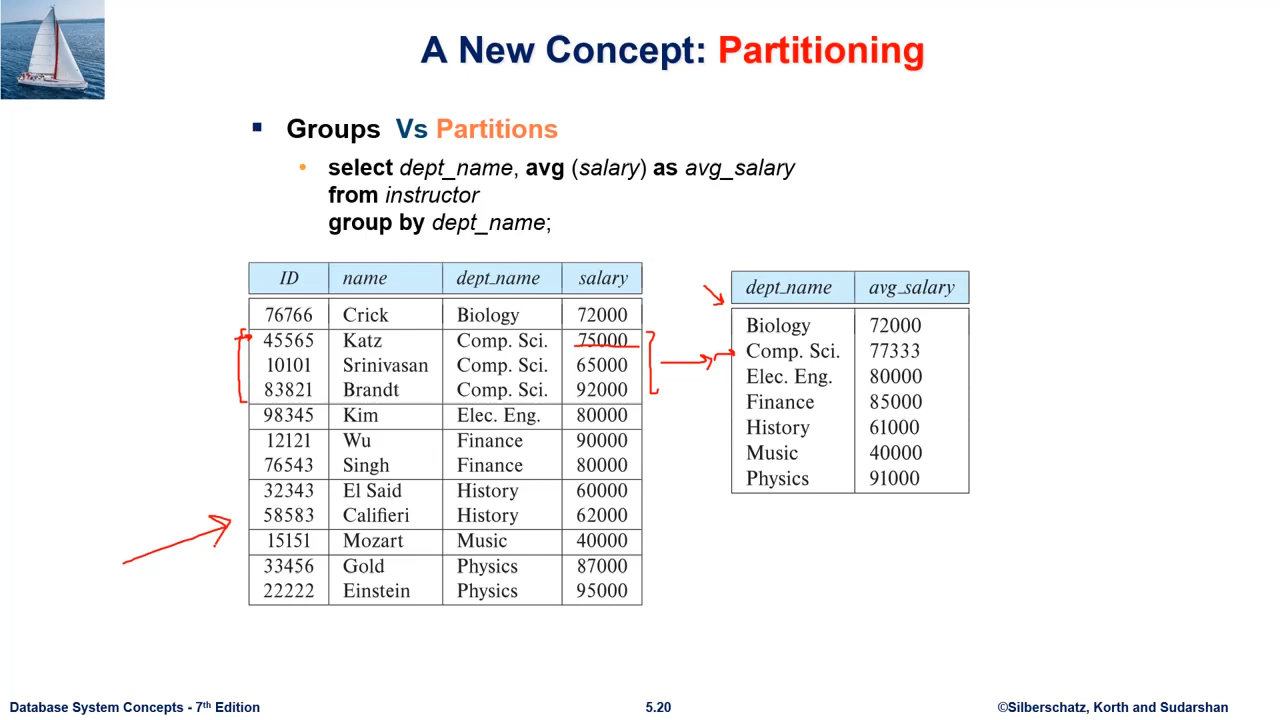 A New Concept: Partitioning
▪ Groups Vs Partitions
• select dept_name, avg (salary) as avg_salary
from instructor
group by dept_name;
ID name dept_name salary
76766 Crick Biology 72000
45565 Katz Comp. Sci. 75000
10101 Srinivasan Comp. Sci. 65000
83821 Brandt Comp. Sci. 92000
98345 Kim Elec. Eng. 80000
12121 Wu Finance 90000
76543 Singh Finance 80000
32343 El Said History 60000
58583 Califieri History 62000
15151 Mozart Music 40000
33456 Gold Physics 87000
22222 Einstein Physics 95000
dept_name avg_salary
Biology 72000
Comp. Sci. 77333
Elec. Eng. 80000
Finance 85000
History 61000
Music 40000
Physics 91000
Database System Concepts - 7th Edition 5.20 ©Silberschatz, Korth and Sudarshan